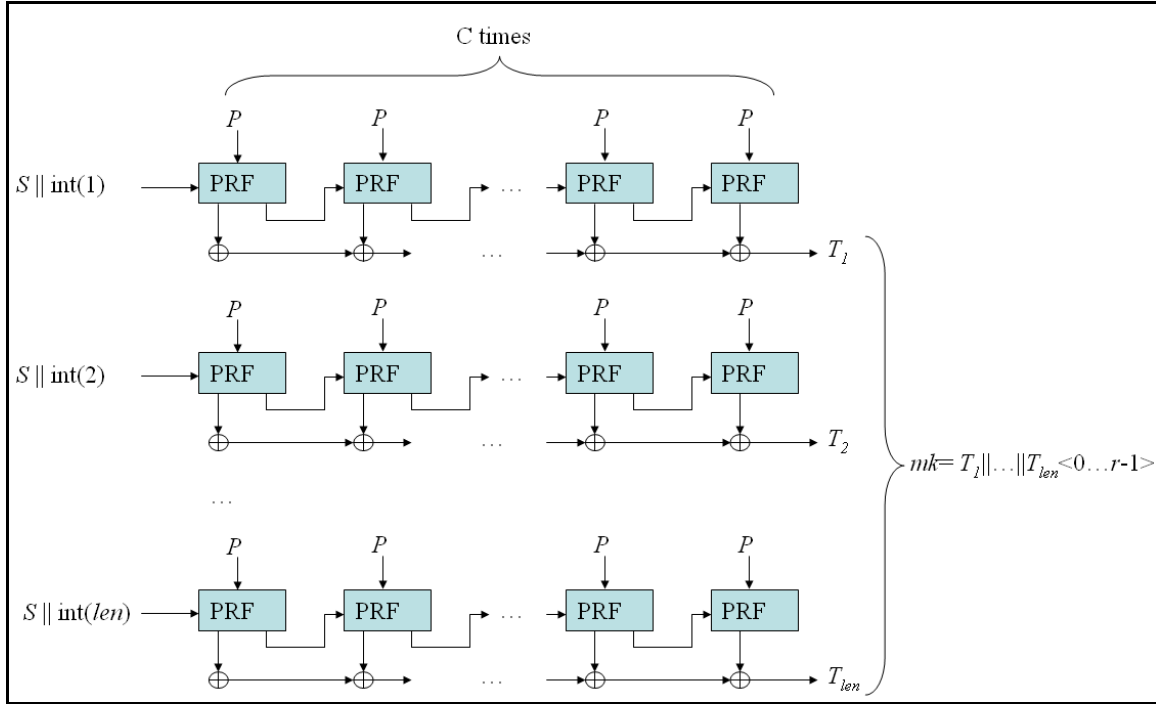 C times
P P P P
S || int(1) PRF PRF … PRF PRF
… T1
P P P P
S || int(2) PRF PRF … PRF PRF
… T2
mk= T1||…||Tlen<0…r-1>
…
P P P P
S || int(len) PRF PRF … PRF PRF
… Tlen